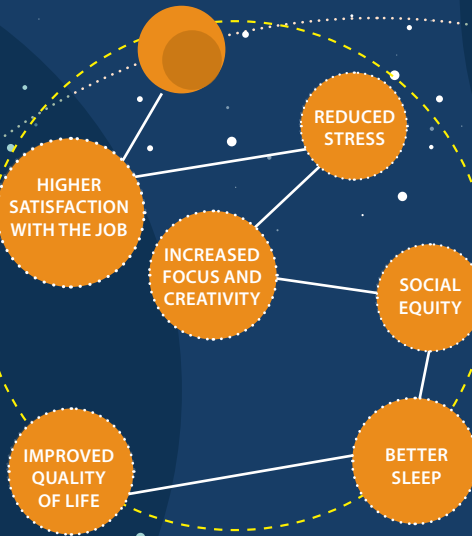 REDUCED
STRESS
HIGHER
SATISFACTION
WITH THE JOB
INCREASED
FOCUS AND
CREATIVITY
SOCIAL
EQUITY
IMPROVED
QUALITY
OF LIFE
BETTER
SLEEP